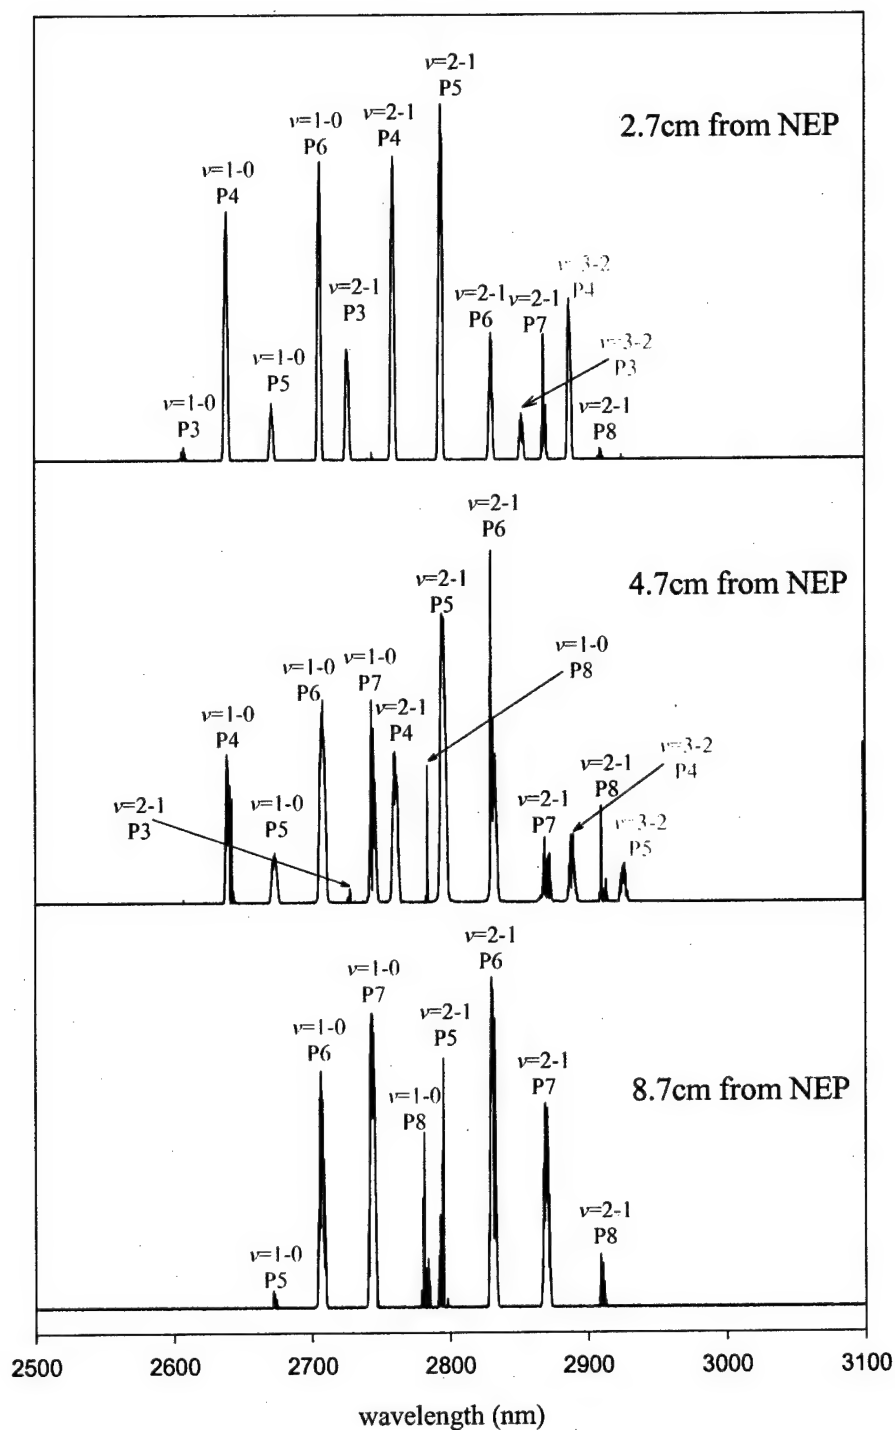 v=2-1
P5
2.7cm from NEP
v=1-0
P6
v=2-1
P4
v=1-0
P4
v=3-2
P4
v=2-1
P3
v=2-1
P6
v=2-1
P7
v=3-2
P3
v=1-0
P5
v=1-0
P3
v=2-1
P8
v=2-1
P6
4.7cm from NEP
v=2-1
P5
v=1-0
P8
v=1-0
P6
v=1-0
P7
v=1-0
P4
v=2-1
P4
v=3-2
P4
v=2-1
P8
v=2-1
P3
v=1-0
P5
v=2-1
P7
v=3-2
P5
v=2-1
P6
v=1-0
P7
v=2-1
P5
v=1-0
P6
8.7cm from NEP
v=2-1
P7
v=1-0
P8
v=2-1
P8
v=1-0
P5
2500 2600 2700 2800 2900 3000 3100
wavelength (nm)